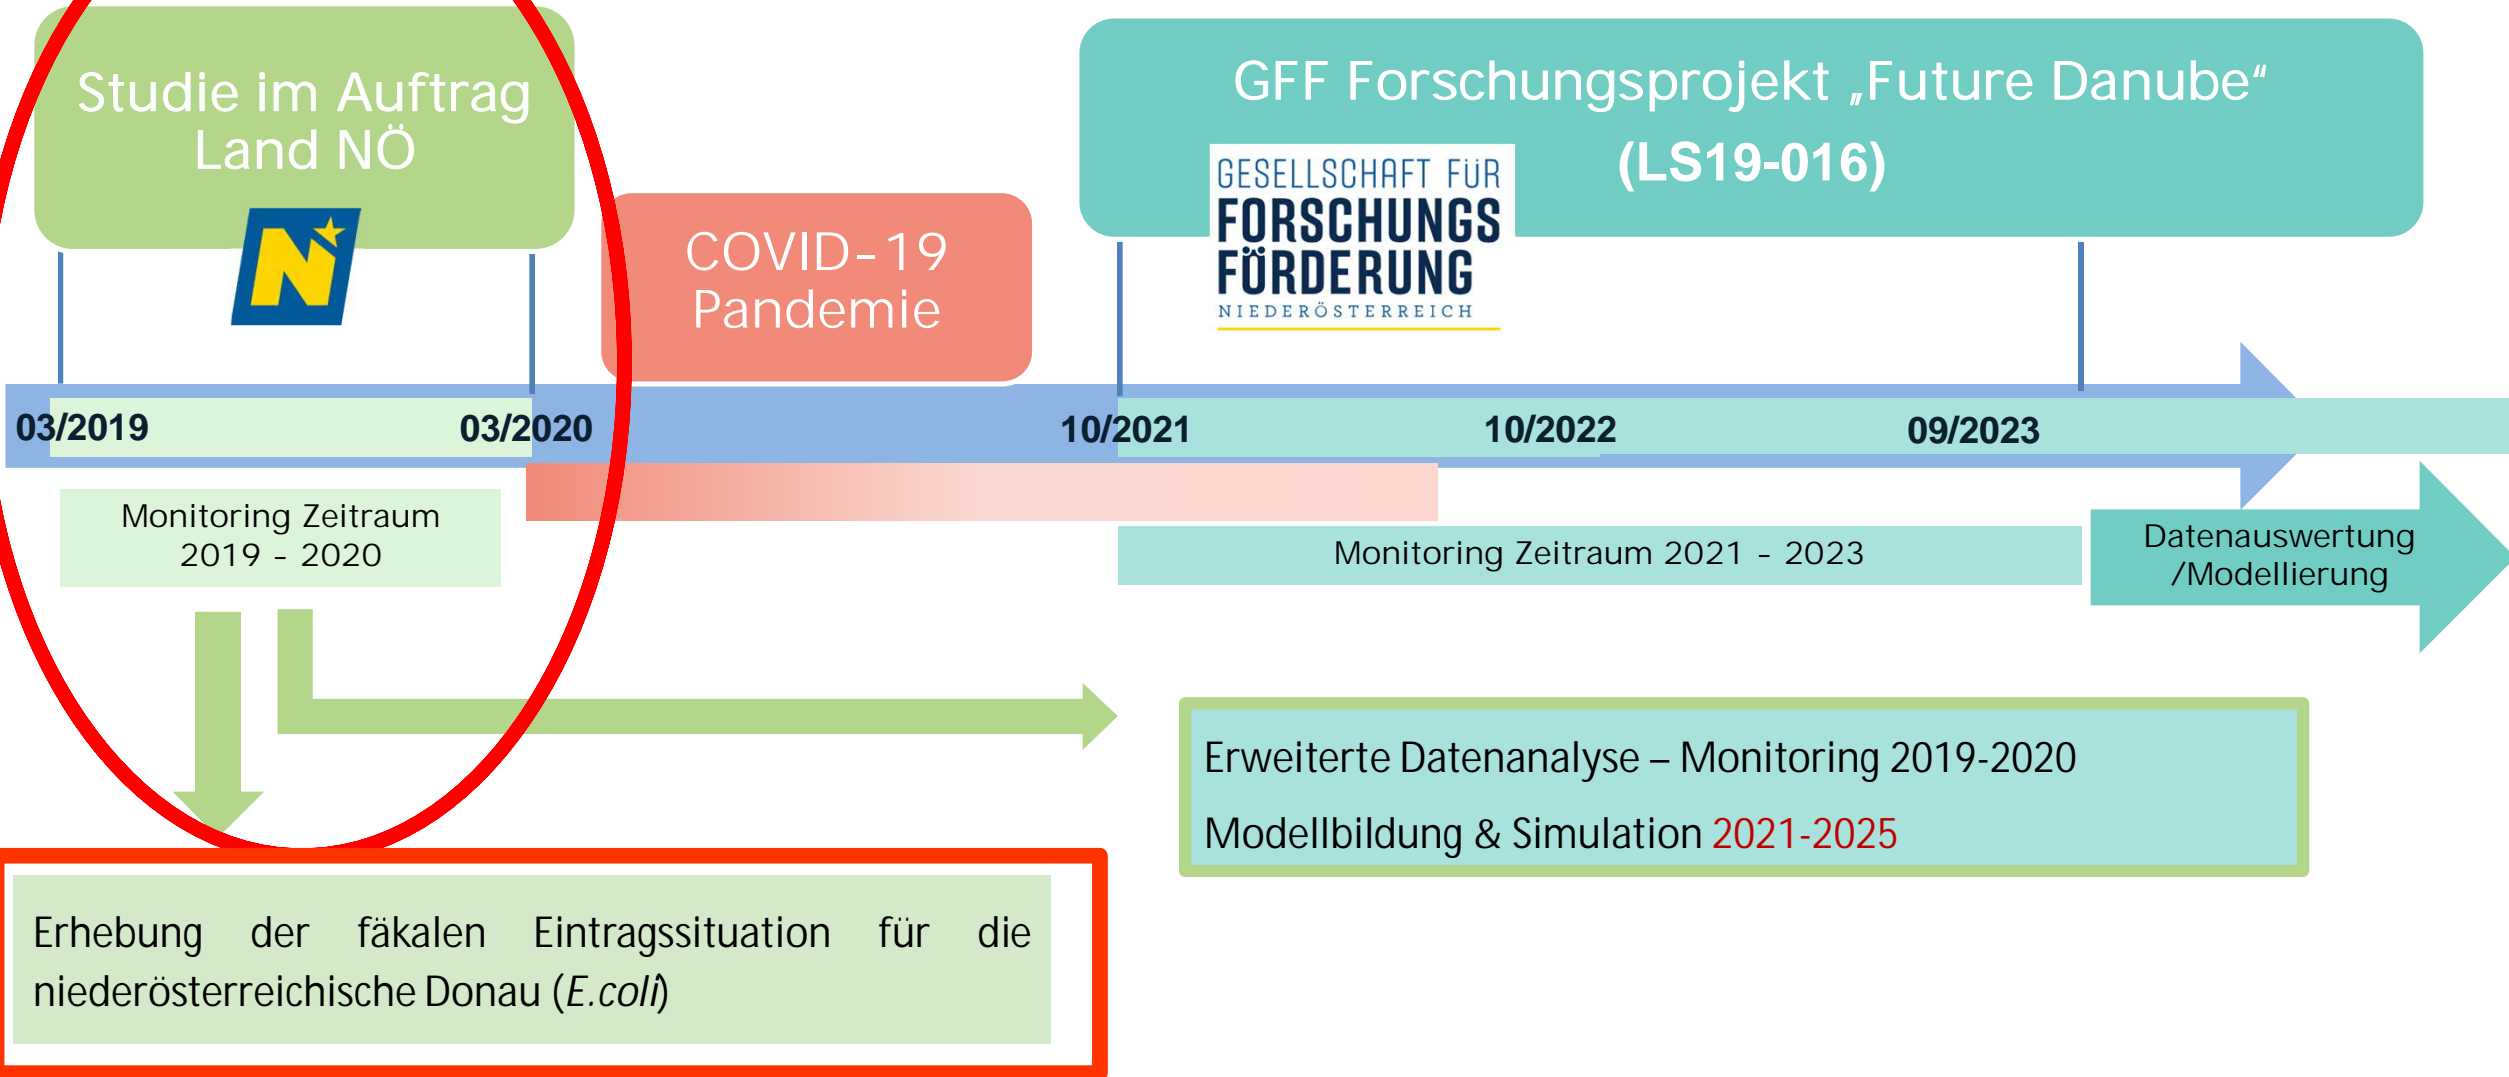 Studie im Auftrag
Land NÖ
COVID-19
Pandemie
GFF Forschungsprojekt „Future Danube“
(LS19-016)
GESELLSCHAFT FÜR
FORSCHUNGS
FÖRDERUNG
NIEDERÖSTERREICH
03/2019
03/2020
10/2021
10/2022
09/2023
Monitoring Zeitraum
2019 - 2020
Monitoring Zeitraum 2021 - 2023
Datenauswertung
/Modellierung
Erweiterte Datenanalyse – Monitoring 2019-2020
Modellbildung & Simulation 2021-2025
Erhebung der fäkalen Eintragssituation für die
niederösterreichische Donau (E.coli)